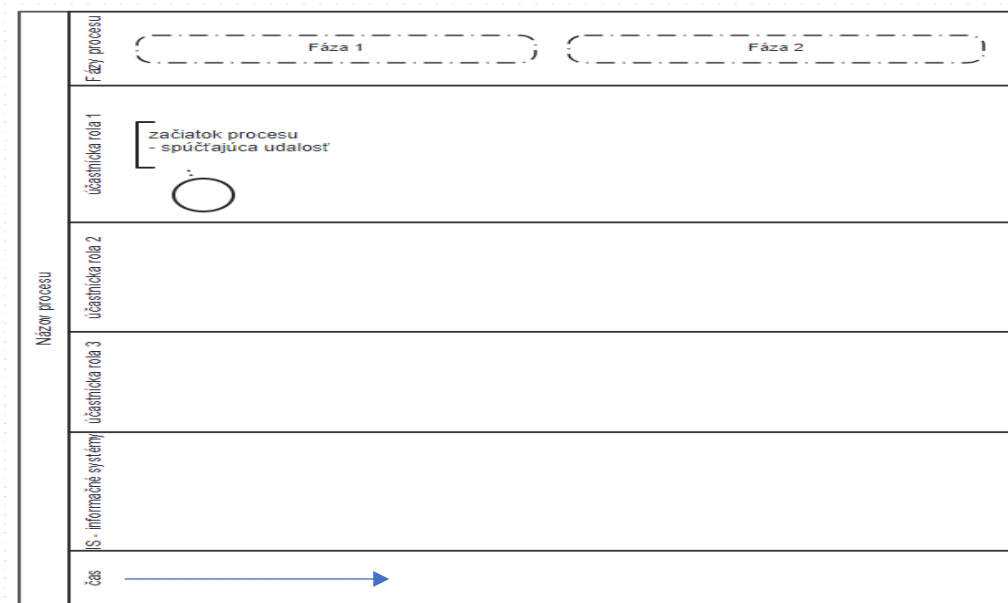 Názov procesu
Fázy procesu
Fáza 1
Fáza 2
účastnícka rola 1
začiatok procesu
- spúčťajúca udalosť
účastnícka rola 2
účastnícka rola 3
IS - informačné systémy
čas